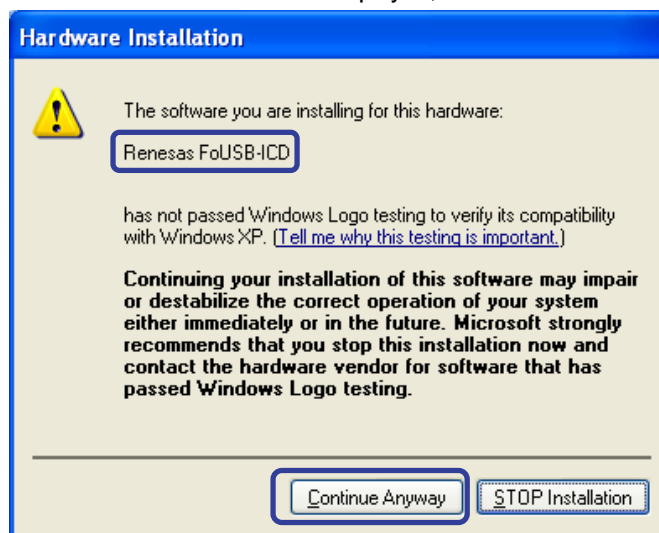 Hardware Installation
The software you are installing for this hardware:
Renesas FoUSB-ICD
has not passed Windows Logo testing to verify its compatibility
with Windows XP. (Tell me why this testing is important.)
Continuing your installation of this software may impair
or destabilize the correct operation of your system
either immediately or in the future. Microsoft strongly
recommends that you stop this installation now and
contact the hardware vendor for software that has
passed Windows Logo testing.
Continue Anyway
STOP Installation